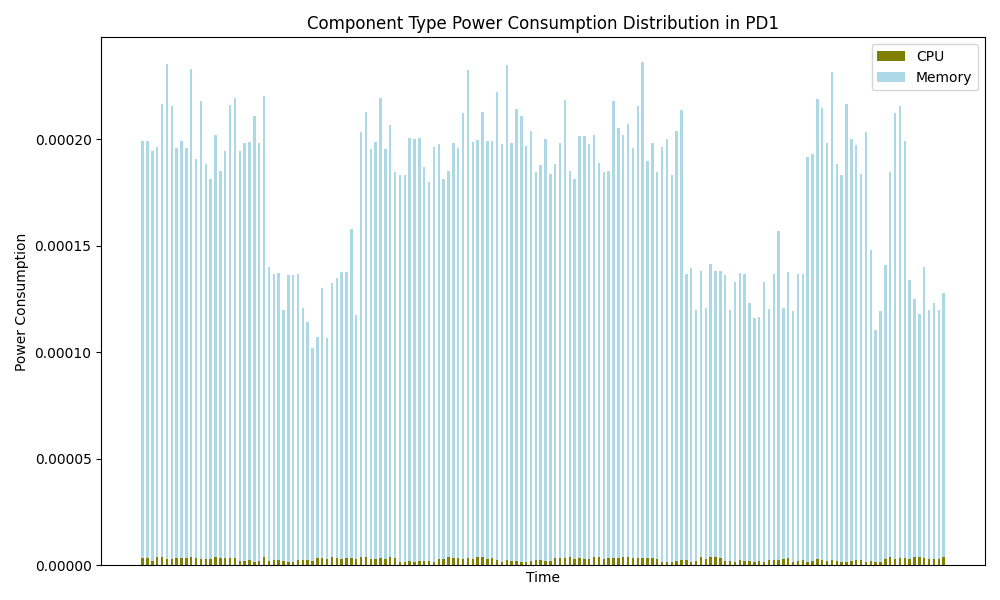 Component Type Power Consumption Distribution in PD1
CPU
Memory
0.00020
0.00015
0.00010
0.00005
0.00000
Power Consumption
Time